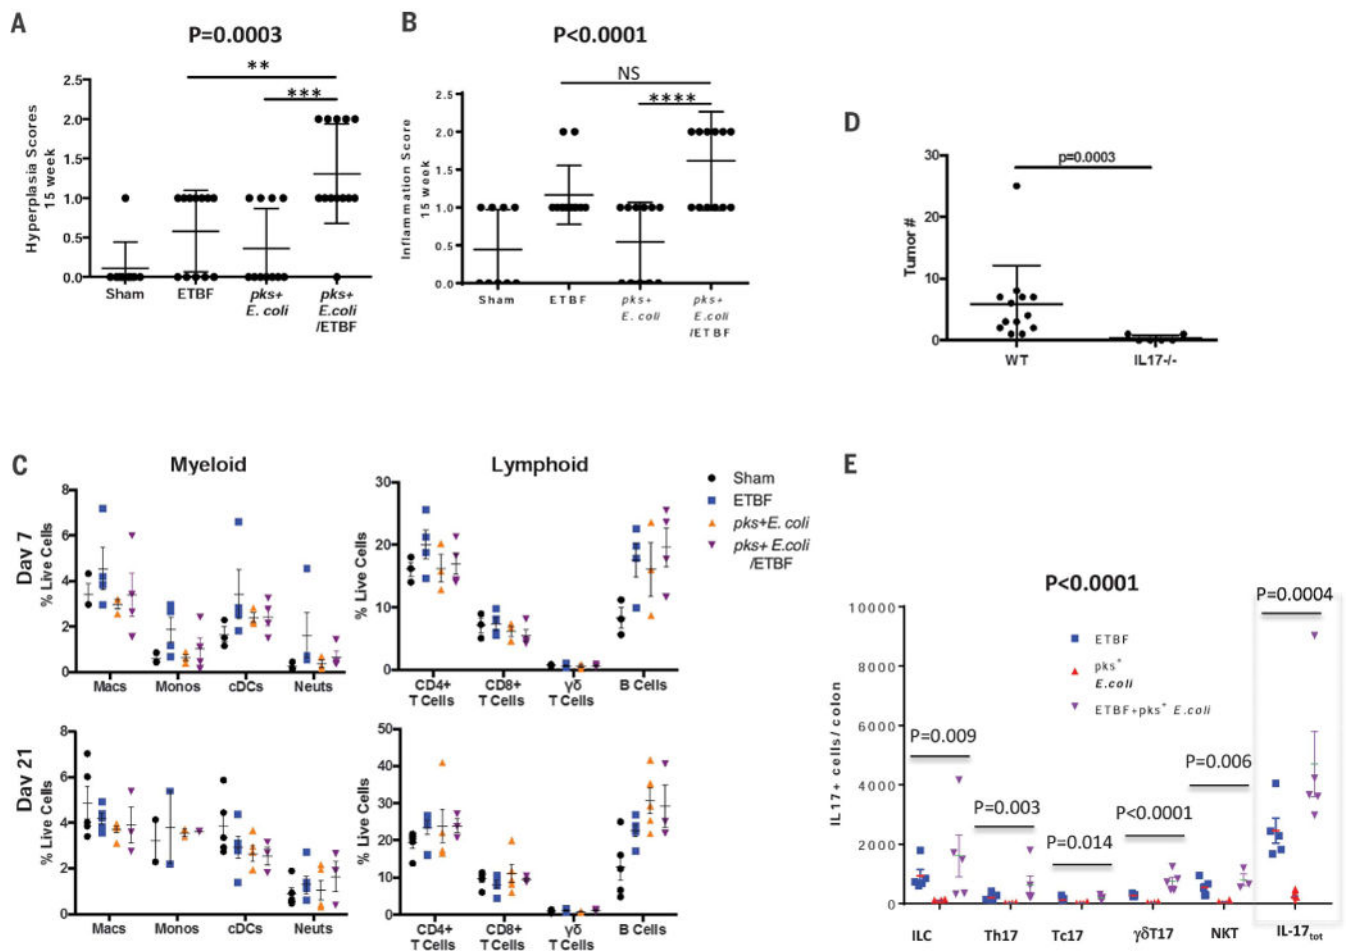 A
P=0.0003
**
***
2.5
2.0
1.5
1.0
0.5
0.0
Hyperplasia Scores
15 week
Sham
ETBF
pks+
E. coli
pks+
E.coli
/ETBF
B
P<0.0001
NS
****
2.5
2.0
1.5
1.0
0.5
0.0
Inflammation Score
15 week
Sham
ETBF
pks+
E. coli
pks+
E.coli
/ETBF
D
p=0.0003
30
20
10
0
Tumor #
WT
IL17-/-
C
Myeloid
Lymphoid
Day 7
% Live Cells
8
6
4
2
0
Macs
Monos
cDCs
Neuts
% Live Cells
30
20
10
0
CD4+
T Cells
CD8+
T Cells
γδ
T Cells
B Cells
Sham
ETBF
pks+E. coli
pks+ E.coli
/ETBF
Day 21
% Live Cells
8
6
4
2
0
Macs
Monos
cDCs
Neuts
% Live Cells
50
40
30
20
10
0
CD4+
T Cells
CD8+
T Cells
γδ
T Cells
B Cells
E
P<0.0001
P=0.0004
10000
8000
6000
4000
2000
0
IL 17+ cells/ colon
ETBF
pks+
E.coli
ETBF+pks+ E.coli
P=0.009
P=0.003
P=0.014
P<0.0001
P=0.006
ILC
Th17
Tc17
γδT17
NKT
IL-17tot